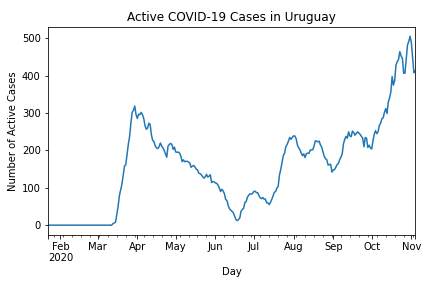 Active COVID-19 Cases in Uruguay
Number of Active Cases
500
400
300
200
100
0
Feb Mar Apr May Jun Jul Aug Sep Oct Nov
2020
Day